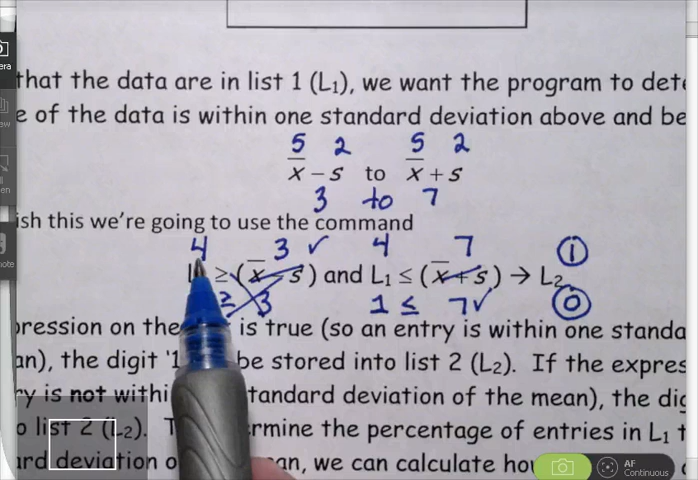 that the data are in list 1 (L₁), we want the program to dete
e of the data is within one standard deviation above and be
5 2 5 2
x̅ - s to x̅ + s
3 to 7
ish this we're going to use the command
4 3 ✓ 4 7 1
≥ (x̅ - s) and L₁ ≤ (x̅ + s) → L₂
≥ 3 1 ≤ 7 ✓ 0
pression on the is true (so an entry is within one standa
an), the digit '1 be stored into list 2 (L₂). If the expres
ry is not withi tandard deviation of the mean), the dig
o list 2 (L₂). T rmine the percentage of entries in L₁ t
ard deviation o an, we can calculate ho
AF
Continuous